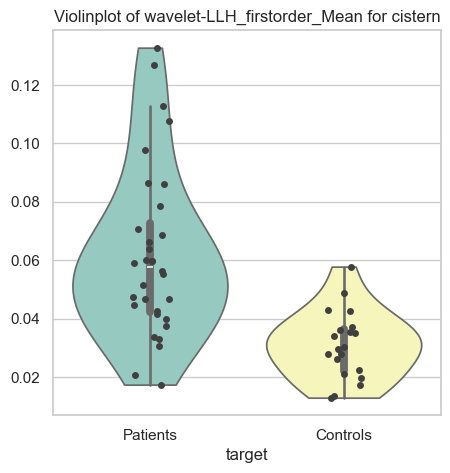 Violinplot of wavelet-LLH_firstorder_Mean for cistern
0.12
0.10
0.08
0.06
0.04
0.02
Patients
Controls
target